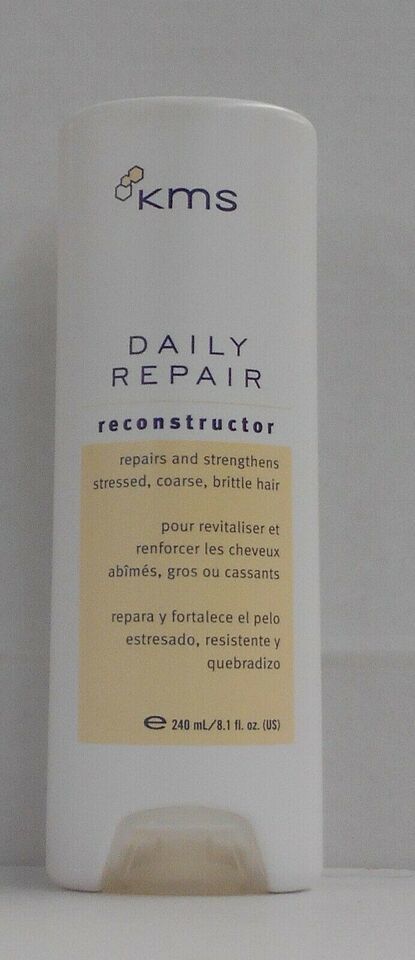 kms
DAILY
REPAIR
reconstructor
repairs and strengthens
stressed, coarse, brittle hair
pour revitaliser et
renforcer les cheveux
abîmés, gros ou cassants
repara y fortalece el pelo
estresado, resistente y
quebradizo
℮ 240 mL/8.1 fl. oz. (US)